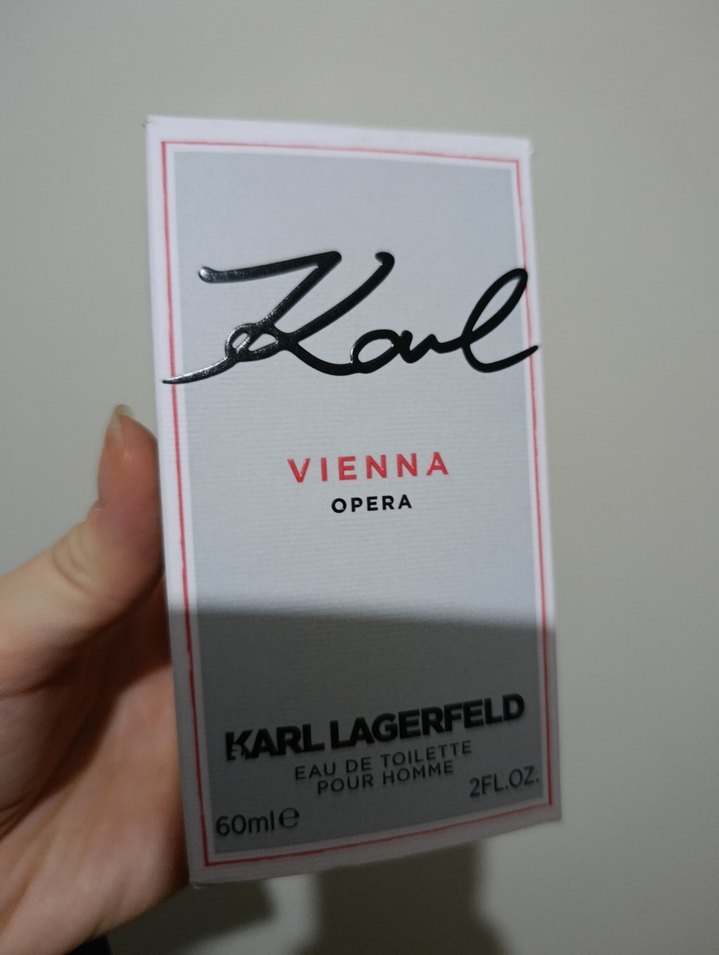 Karl
VIENNA
OPERA
KARL LAGERFELD
EAU DE TOILETTE
POUR HOMME
60ml℮ 2FL.OZ.